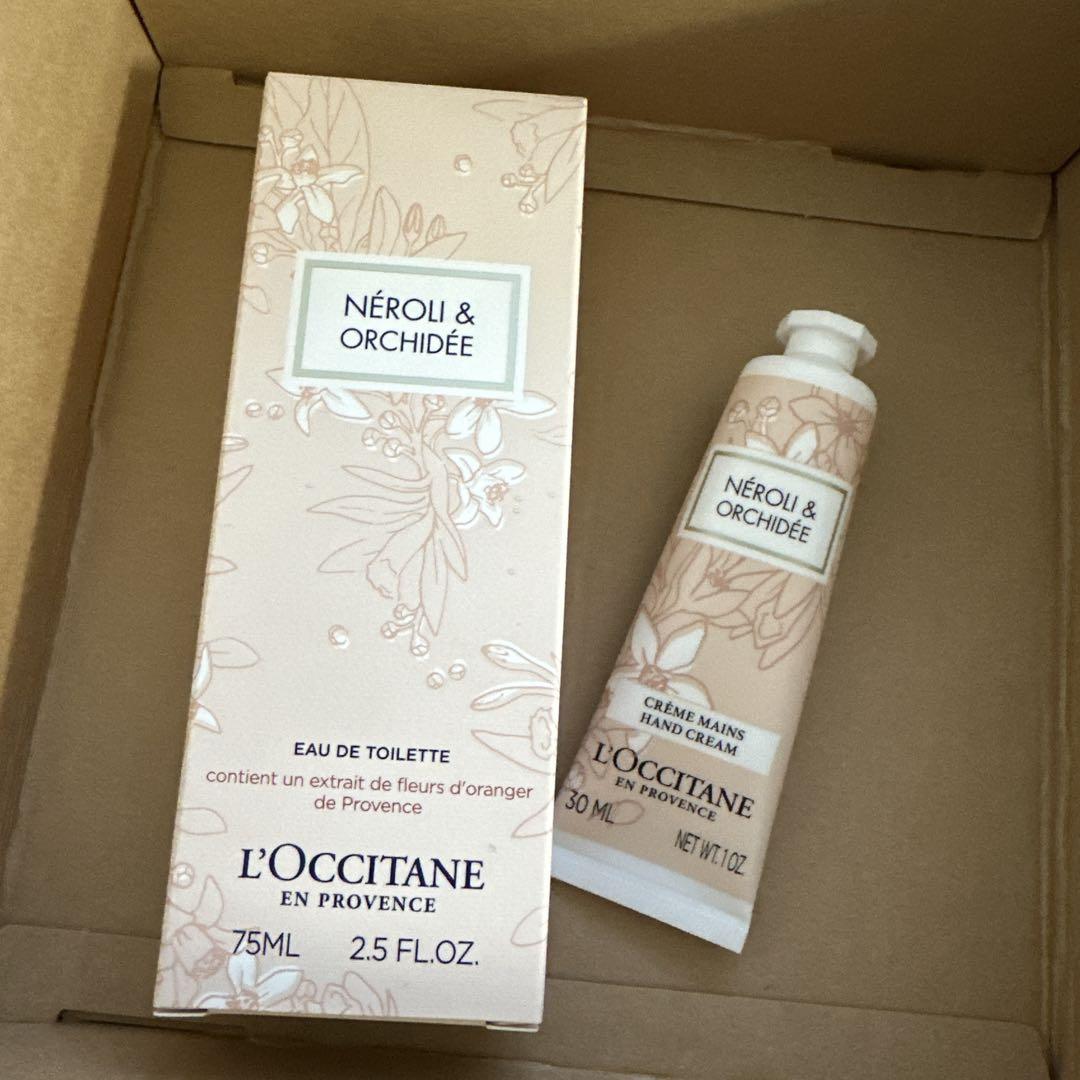 NÉROLI &
ORCHIDÉE
EAU DE TOILETTE
contient un extrait de fleurs d'oranger
de Provence
L'OCCITANE
EN PROVENCE
75ML 2.5 FL.OZ.
NÉROLI &
ORCHIDÉE
CRÈME MAINS
HAND CREAM
L'OCCITANE
EN PROVENCE
30 ML
NET WT. 1 OZ.